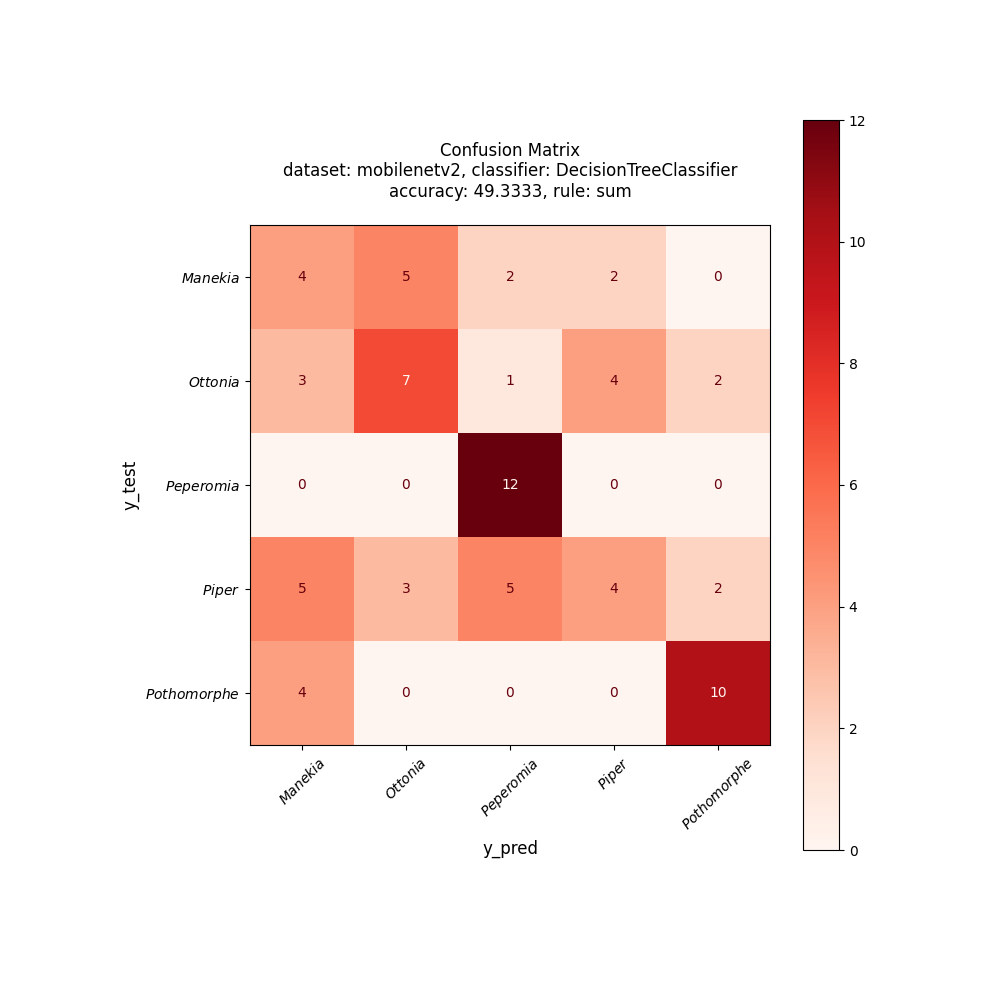 Confusion Matrix
dataset: mobilenetv2, classifier: DecisionTreeClassifier
accuracy: 49.3333, rule: sum
y_test
Manekia 4 5 2 2 0
Ottonia 3 7 1 4 2
Peperomia 0 0 12 0 0
Piper 5 3 5 4 2
Pothomorphe 4 0 0 0 10
Manekia Ottonia Peperomia Piper Pothomorphe
y_pred
12
10
8
6
4
2
0